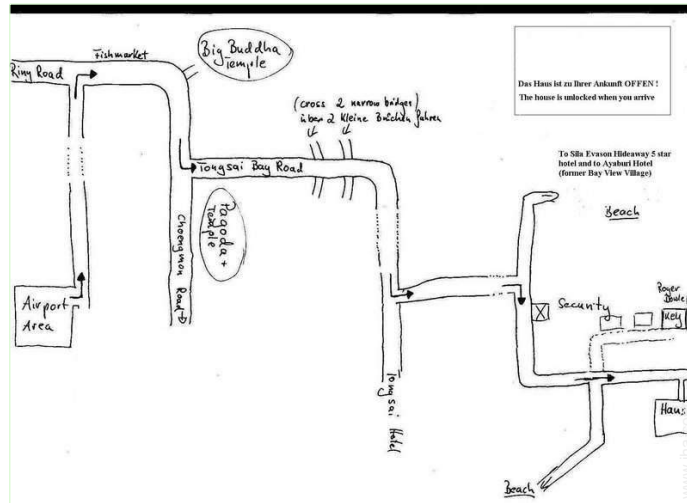 Fishmarket
Big Buddha
Temple
Ring Road
Das Haus ist zu Ihrer Ankunft OFFEN !
The house is unlocked when you arrive
(cross 2 narrow bridges)
über 2 kleine Brücken fahren
Tongsai Bay Road
To Sila Evason Hideaway 5 star
hotel and to Ayaburi Hotel
(former Bay View Village)
Pagoda +
Temple
Choengmon Road
Beach
Airport
Area
Security
Roger
Key
Haus
Tongsai Hotel
Beach